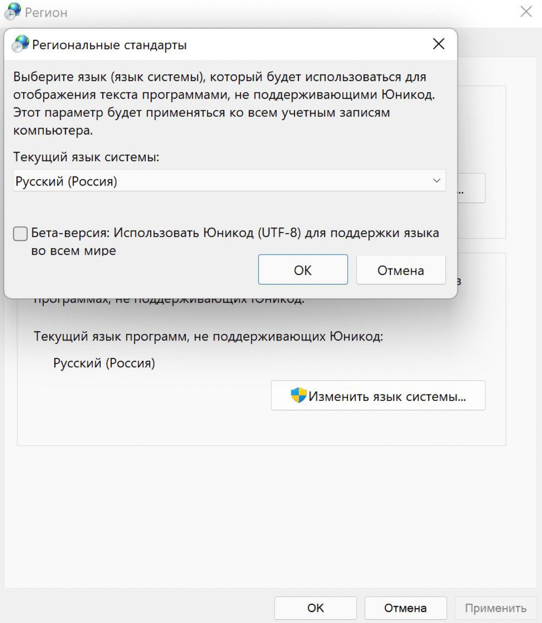 Регион
Региональные стандарты
Выберите язык (язык системы), который будет использоваться для
отображения текста программами, не поддерживающими Юникод.
Этот параметр будет применяться ко всем учетным записям
компьютера.
Текущий язык системы:
Русский (Россия)
...
Бета-версия: Использовать Юникод (UTF-8) для поддержки языка
во всем мире
ОК
Отмена
в
программах, не поддерживающих Юникод.
Текущий язык программ, не поддерживающих Юникод:
Русский (Россия)
Изменить язык системы...
ОК
Отмена
Применить